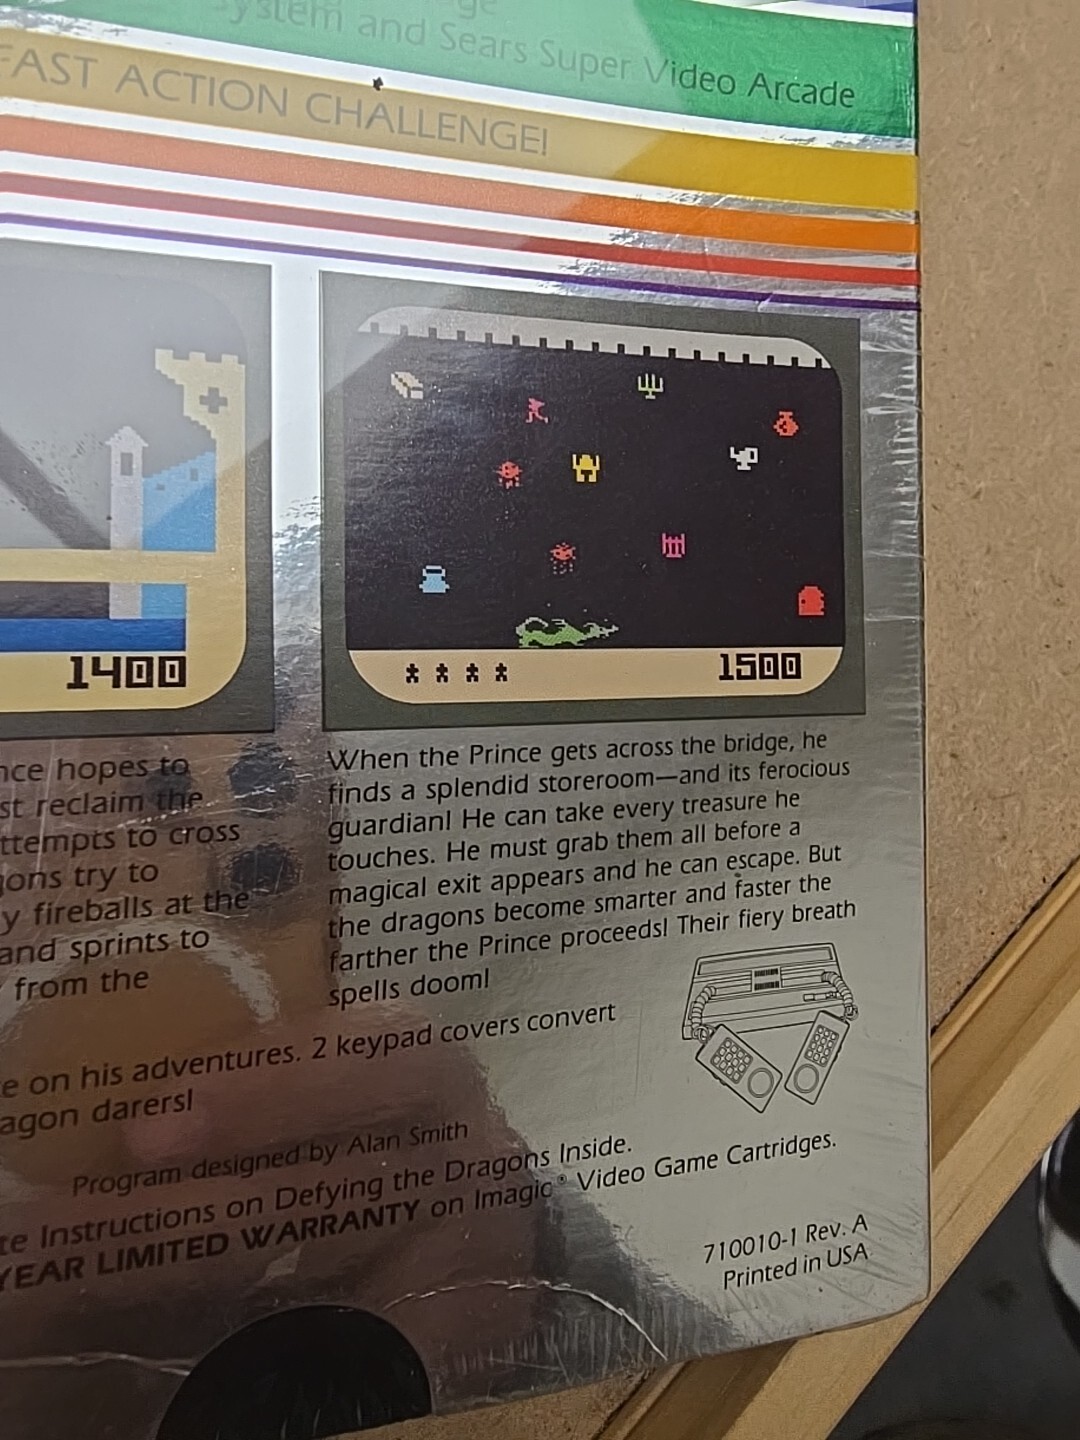 System and Sears Super Video Arcade
FAST ACTION CHALLENGE!
1400
1500
When the Prince gets across the bridge, he
finds a splendid storeroom—and its ferocious
guardian! He can take every treasure he
touches. He must grab them all before a
magical exit appears and he can escape. But
the dragons become smarter and faster the
farther the Prince proceeds! Their fiery breath
spells doom!
nce hopes to
st reclaim the
ttempts to cross
ons try to
y fireballs at the
and sprints to
from the
e on his adventures. 2 keypad covers convert
agon darers!
Program designed by Alan Smith
te Instructions on Defying the Dragons Inside.
YEAR LIMITED WARRANTY on Imagic® Video Game Cartridges.
710010-1 Rev. A
Printed in USA